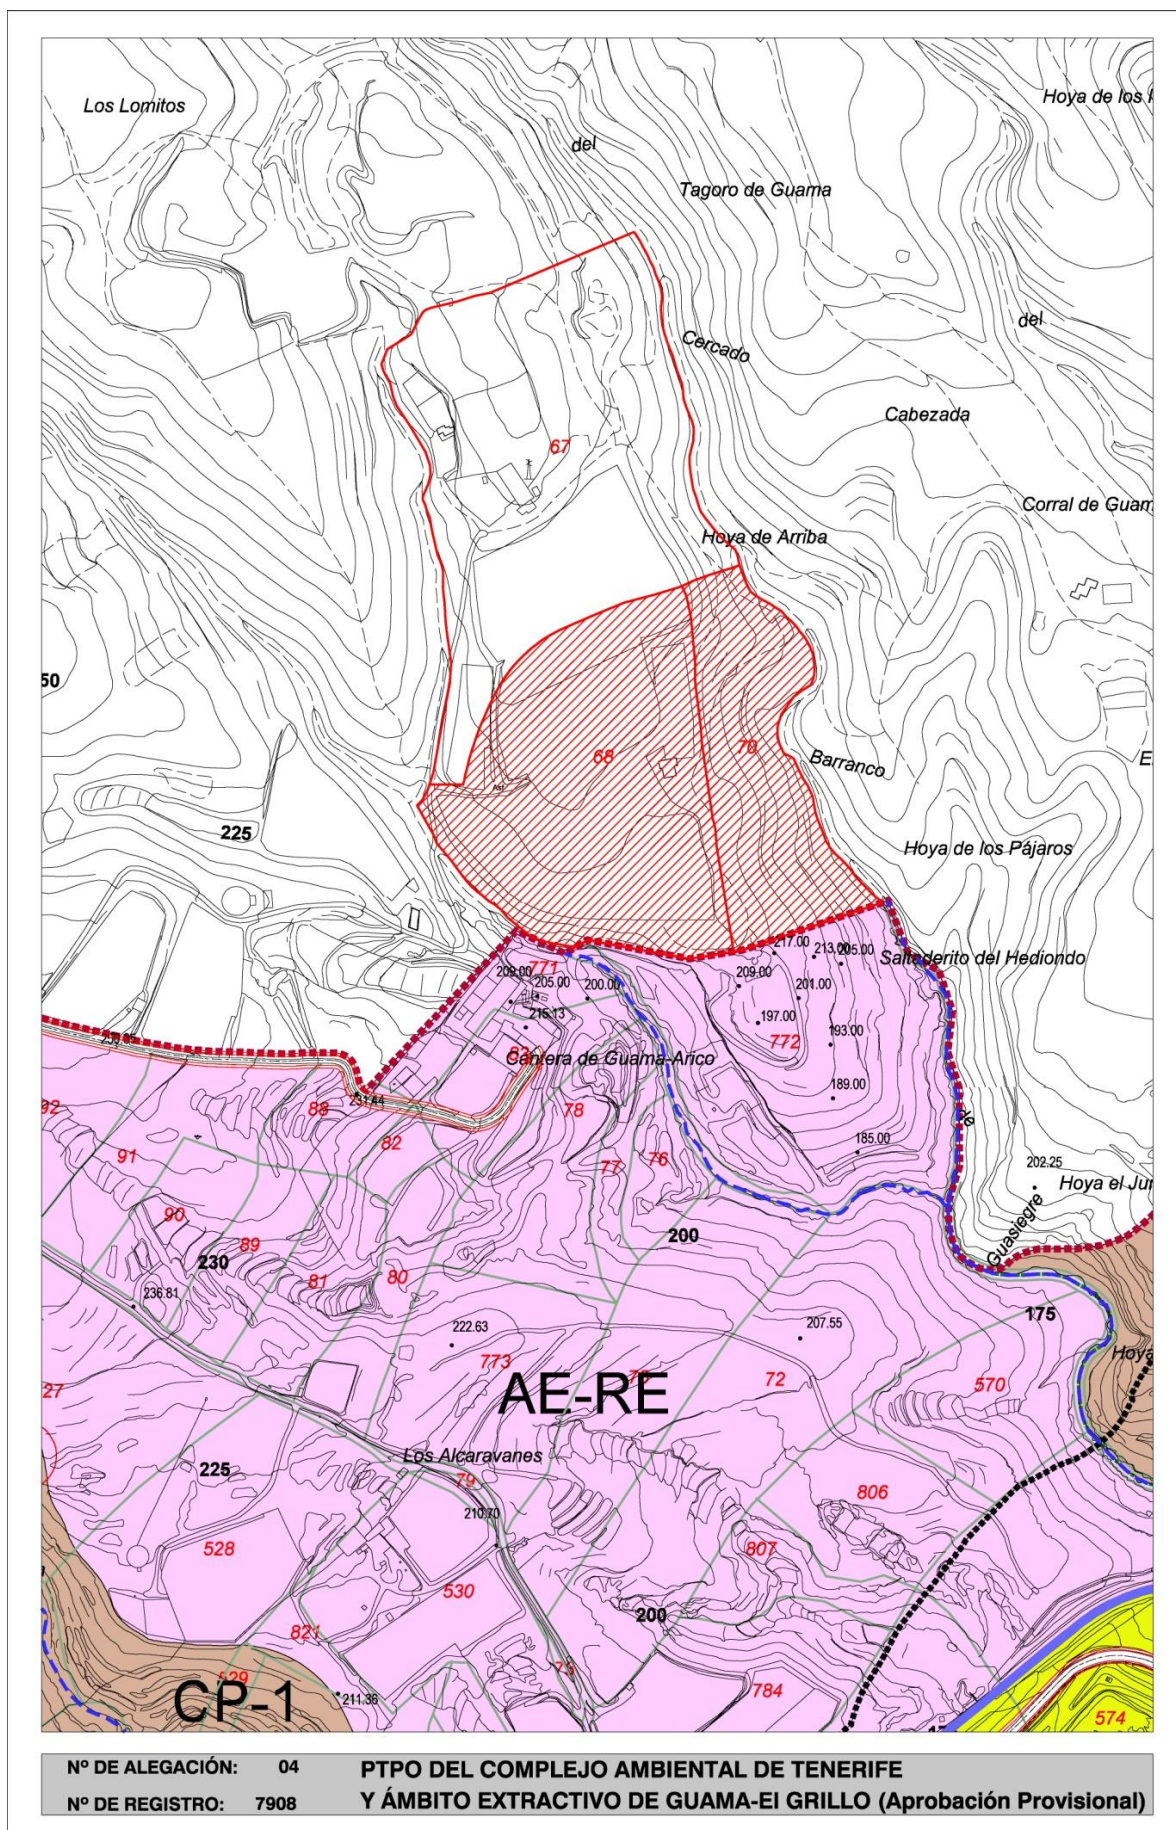 Los Lomitos
Hoya de los
del
Tagoro de Guama
del
Cercado
Cabezada
67
Corral de Guam
Hoya de Arriba
50
68
70
Barranco
E
225
Hoya de los Pájaros
217.00
213.00
205.00
Saltaderito del Hediondo
771
209.00
205.00
200.00
209.00
201.00
215.13
197.00
193.00
772
Cantera de Guama-Arico
231.44
189.00
92
88
78
82
de
185.00
91
77
76
202.25
Hoya el Jur
90
Guasiegre
89
200
230
81
80
236.81
175
222.63
207.55
Hoya
773
72
570
27
AE-RE
Los Alcaravanes
225
79
806
210.70
528
807
530
200
821
784
CP-1
211.36
574
Nº DE ALEGACIÓN: 04
PTPO DEL COMPLEJO AMBIENTAL DE TENERIFE
Nº DE REGISTRO: 7908
Y ÁMBITO EXTRACTIVO DE GUAMA-El GRILLO (Aprobación Provisional)